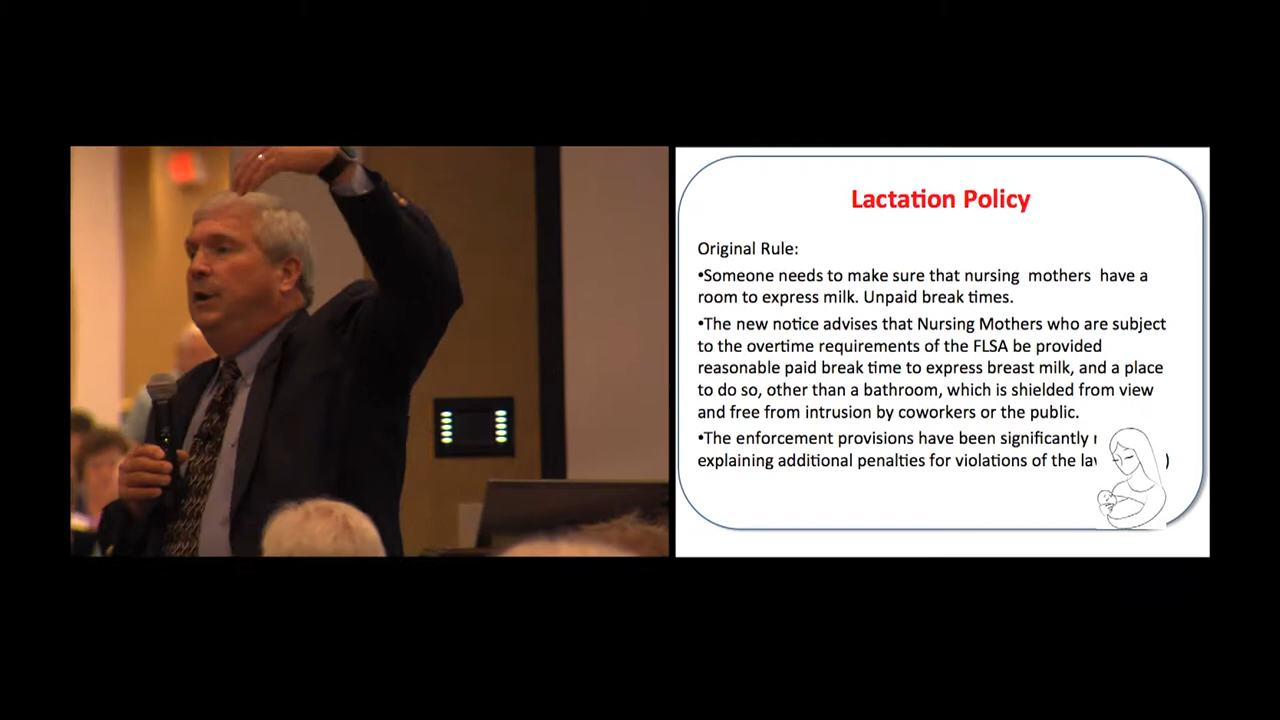 Lactation Policy
Original Rule:
•Someone needs to make sure that nursing mothers have a
room to express milk. Unpaid break times.
•The new notice advises that Nursing Mothers who are subject
to the overtime requirements of the FLSA be provided
reasonable paid break time to express breast milk, and a place
to do so, other than a bathroom, which is shielded from view
and free from intrusion by coworkers or the public.
•The enforcement provisions have been significantly
explaining additional penalties for violations of the )